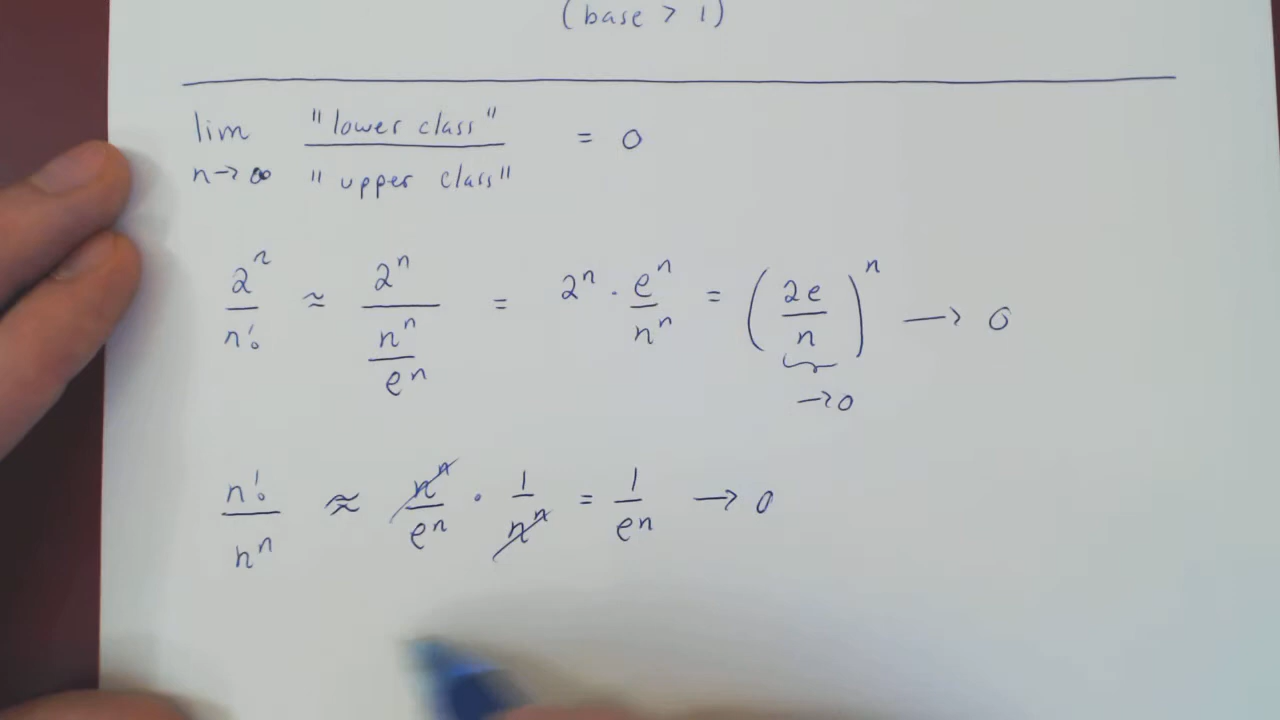 (base > 1)
lim n→∞ "lower class" / "upper class" = 0
2^n / n! ≈ 2^n / (n^n / e^n) = 2^n · e^n / n^n = (2e / n)^n → 0
→0
n! / n^n ≈ n^n / e^n · 1 / n^n = 1 / e^n → 0